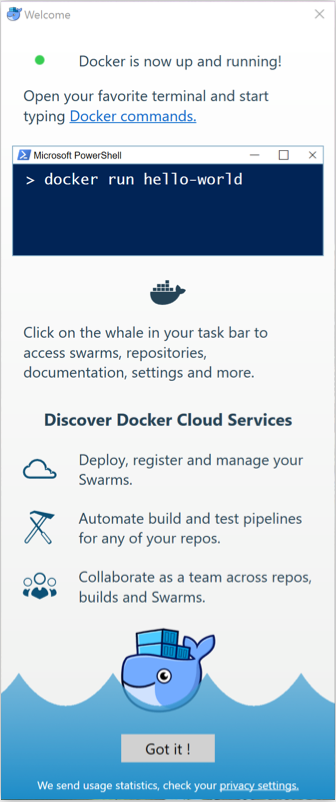 Welcome
Docker is now up and running!
Open your favorite terminal and start
typing Docker commands.
Microsoft PowerShell
> docker run hello-world
Click on the whale in your task bar to
access swarms, repositories,
documentation, settings and more.
Discover Docker Cloud Services
Deploy, register and manage your
Swarms.
Automate build and test pipelines
for any of your repos.
Collaborate as a team across repos,
builds and Swarms.
Got it !
We send usage statistics, check your privacy settings.